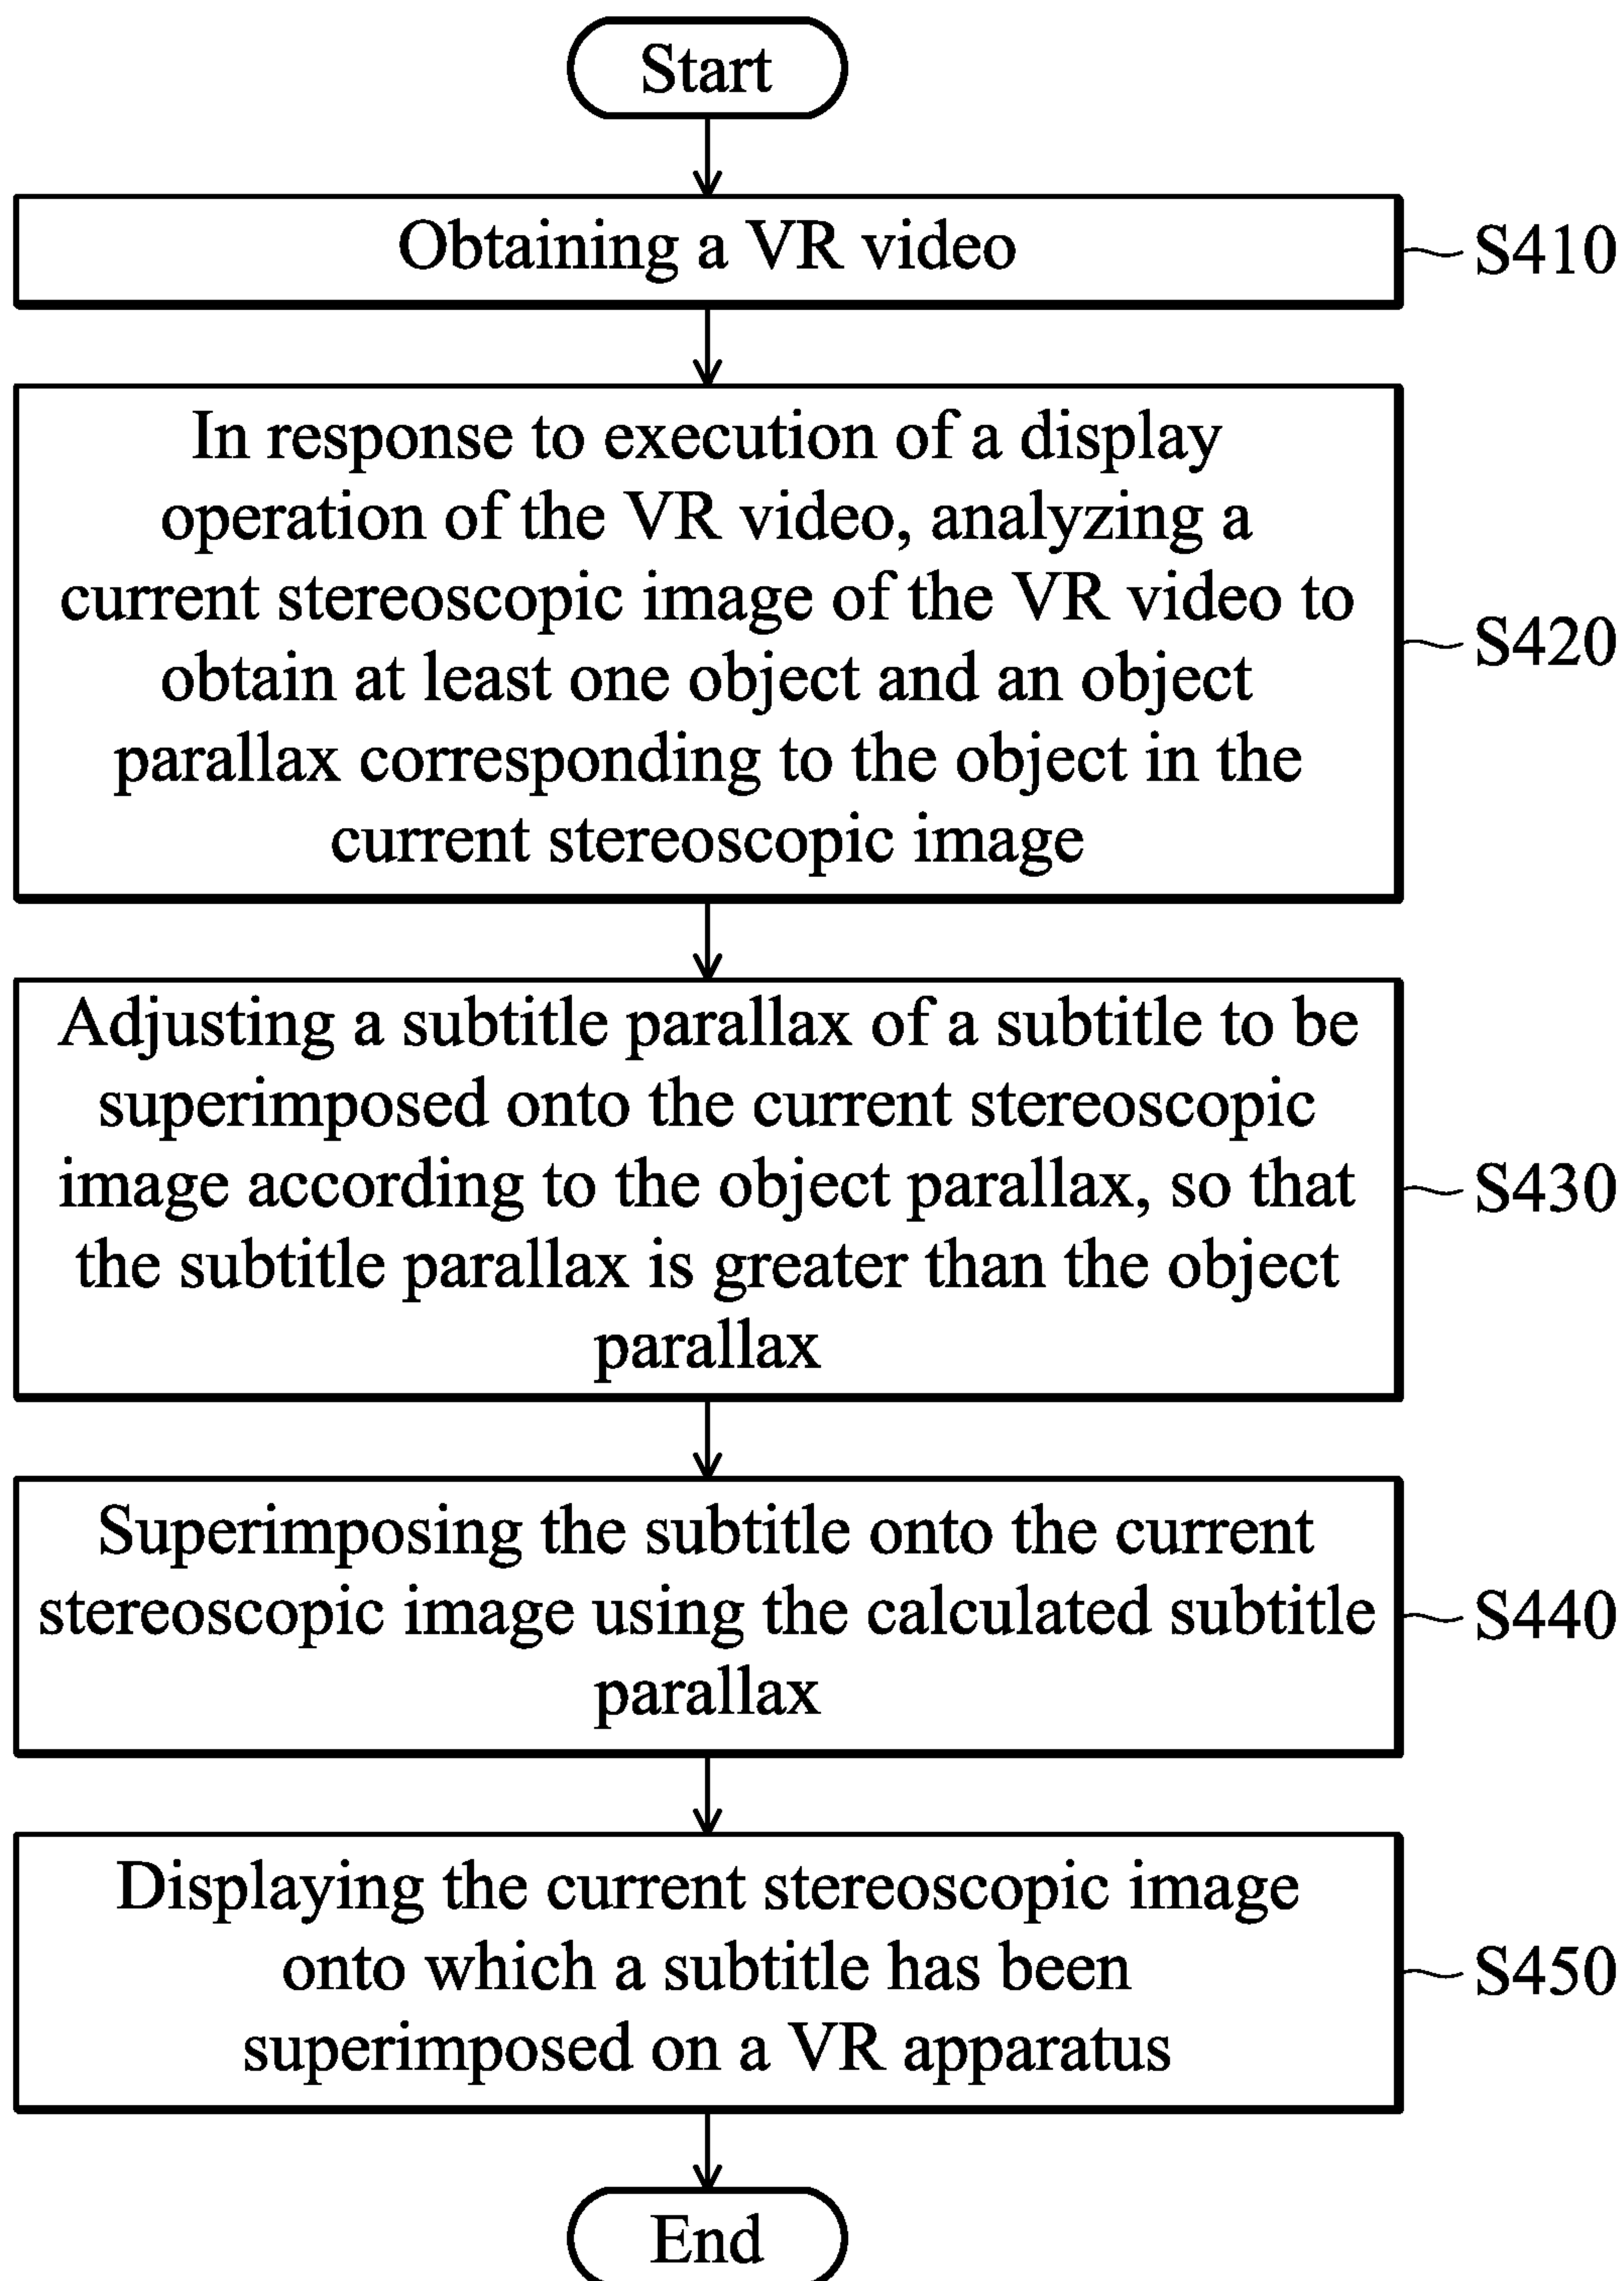 Start
Obtaining a VR video
S410
In response to execution of a display
operation of the VR video, analyzing a
current stereoscopic image of the VR video to
obtain at least one object and an object
parallax corresponding to the object in the
current stereoscopic image
S420
Adjusting a subtitle parallax of a subtitle to be
superimposed onto the current stereoscopic
image according to the object parallax, so that
the subtitle parallax is greater than the object
parallax
S430
Superimposing the subtitle onto the current
stereoscopic image using the calculated subtitle
parallax
S440
Displaying the current stereoscopic image
onto which a subtitle has been
superimposed on a VR apparatus
S450
End